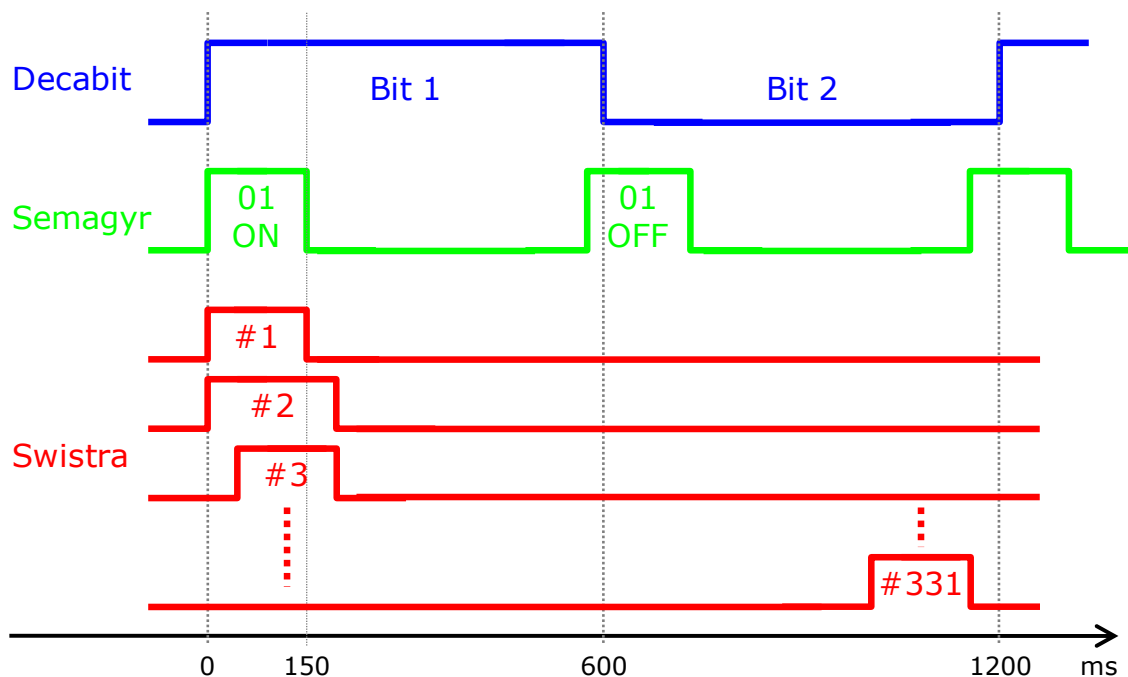 Decabit
Bit 1
Bit 2
Semagyr
01
ON
01
OFF
Swistra
#1
#2
#3
#331
0
150
600
1200
ms